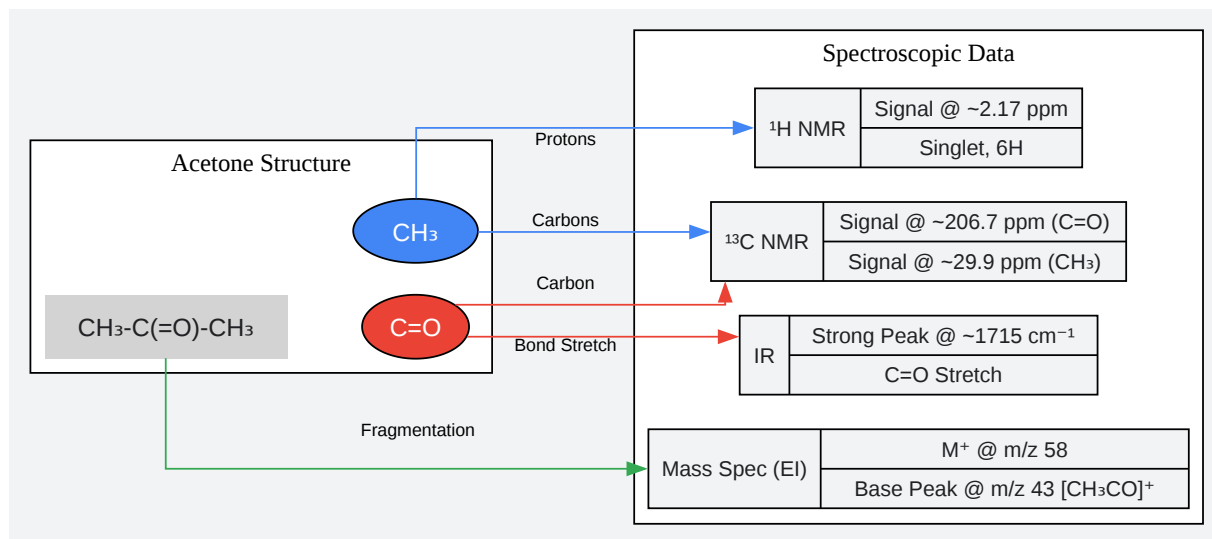 Spectroscopic Data
¹H NMR
Signal @ ~2.17 ppm
Singlet, 6H
Protons
Acetone Structure
CH₃
Carbons
¹³C NMR
Signal @ ~206.7 ppm (C=O)
Signal @ ~29.9 ppm (CH₃)
Carbon
CH₃-C(=O)-CH₃
C=O
Bond Stretch
IR
Strong Peak @ ~1715 cm⁻¹
C=O Stretch
Fragmentation
Mass Spec (EI)
M⁺ @ m/z 58
Base Peak @ m/z 43 [CH₃CO]⁺